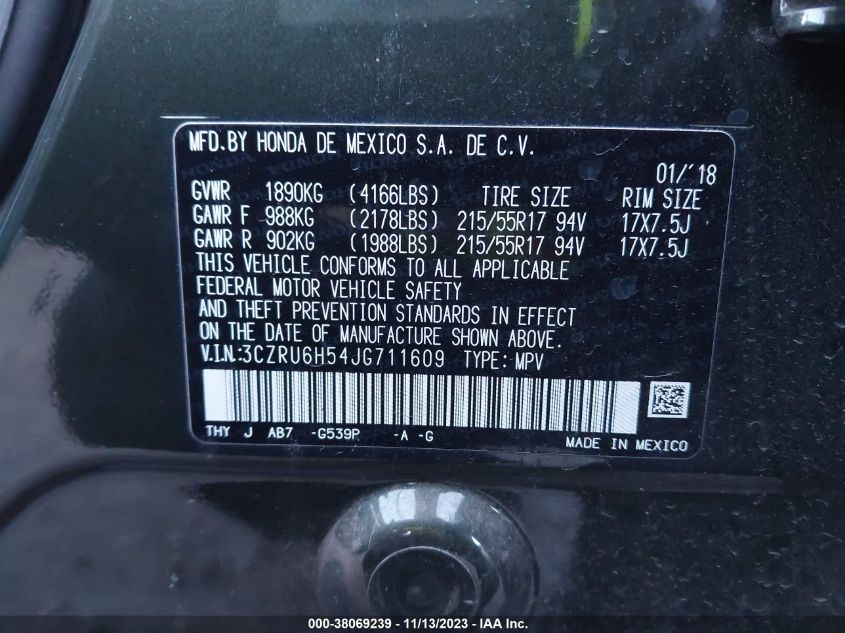 MFD.BY HONDA DE MEXICO S.A. DE C.V.
01/'18
GVWR 1890KG (4166LBS) TIRE SIZE RIM SIZE
GAWR F 988KG (2178LBS) 215/55R17 94V 17X7.5J
GAWR R 902KG (1988LBS) 215/55R17 94V 17X7.5J
THIS VEHICLE CONFORMS TO ALL APPLICABLE
FEDERAL MOTOR VEHICLE SAFETY
AND THEFT PREVENTION STANDARDS IN EFFECT
ON THE DATE OF MANUFACTURE SHOWN ABOVE.
V.I.N:3CZRU6H54JG711609 TYPE: MPV
THY J AB7 -G539P -A -G
MADE IN MEXICO
000-38069239 - 11/13/2023 - IAAI.com